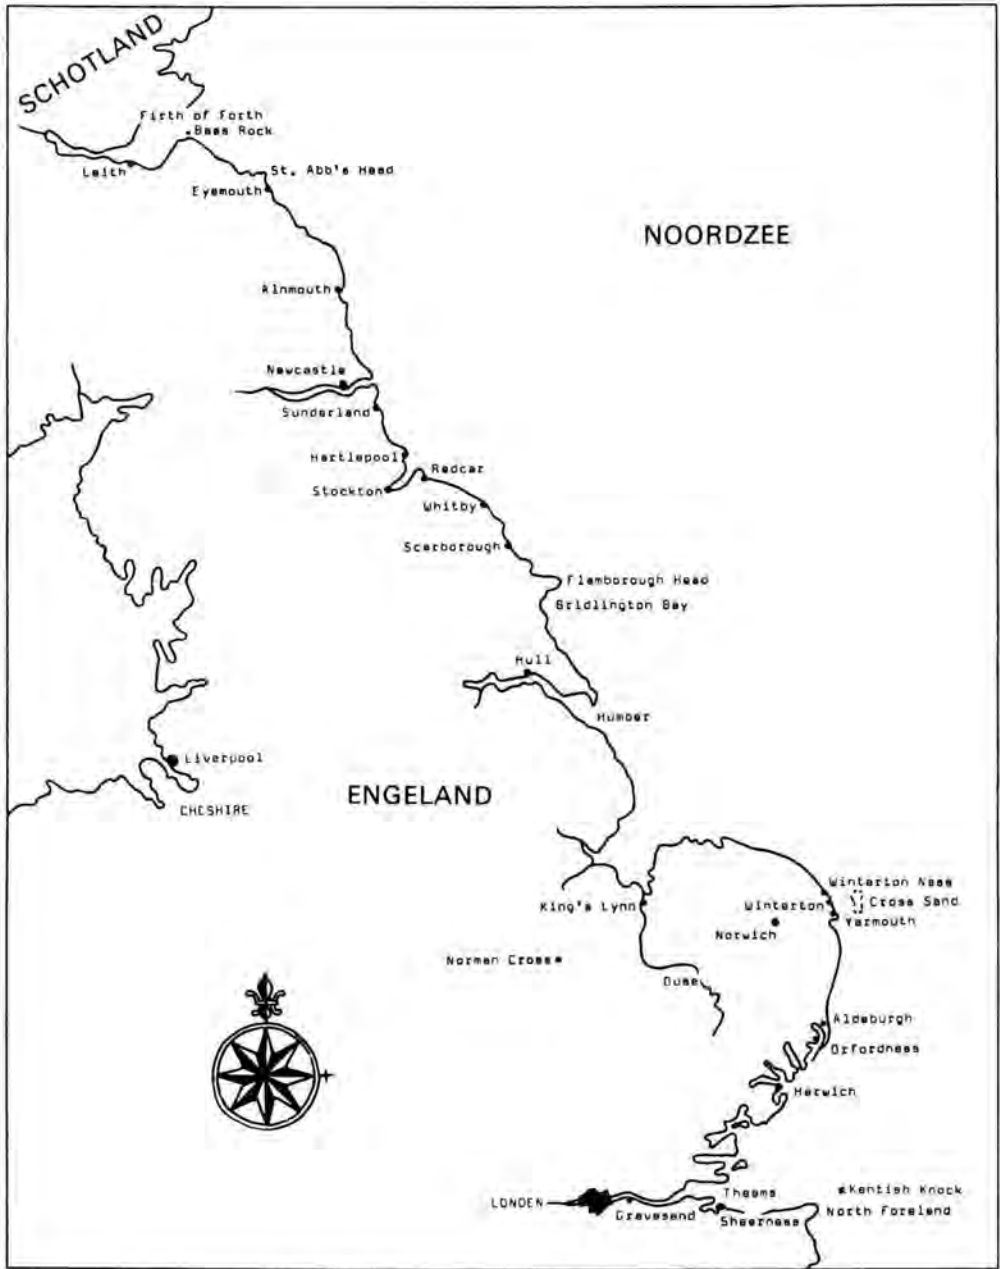 SCHOTLAND
Firth of Forth
Bass Rock
Leith
St. Abb's Head
Eyemouth
NOORDZEE
Alnmouth
Newcastle
Sunderland
Hartlepool
Redcar
Stockton
Whitby
Scarborough
Flamborough Head
Bridlington Bay
Hull
Humber
Liverpool
ENGELAND
CHESHIRE
Winterton Ness
King's Lynn
Winterton
Cross Sand
Yarmouth
Norwich
Norman Cross
Ouse
Aldeburgh
Orfordness
Harwich
Theems
Kentish Knock
LONDEN
Gravesend
Sheerness
North Foreland